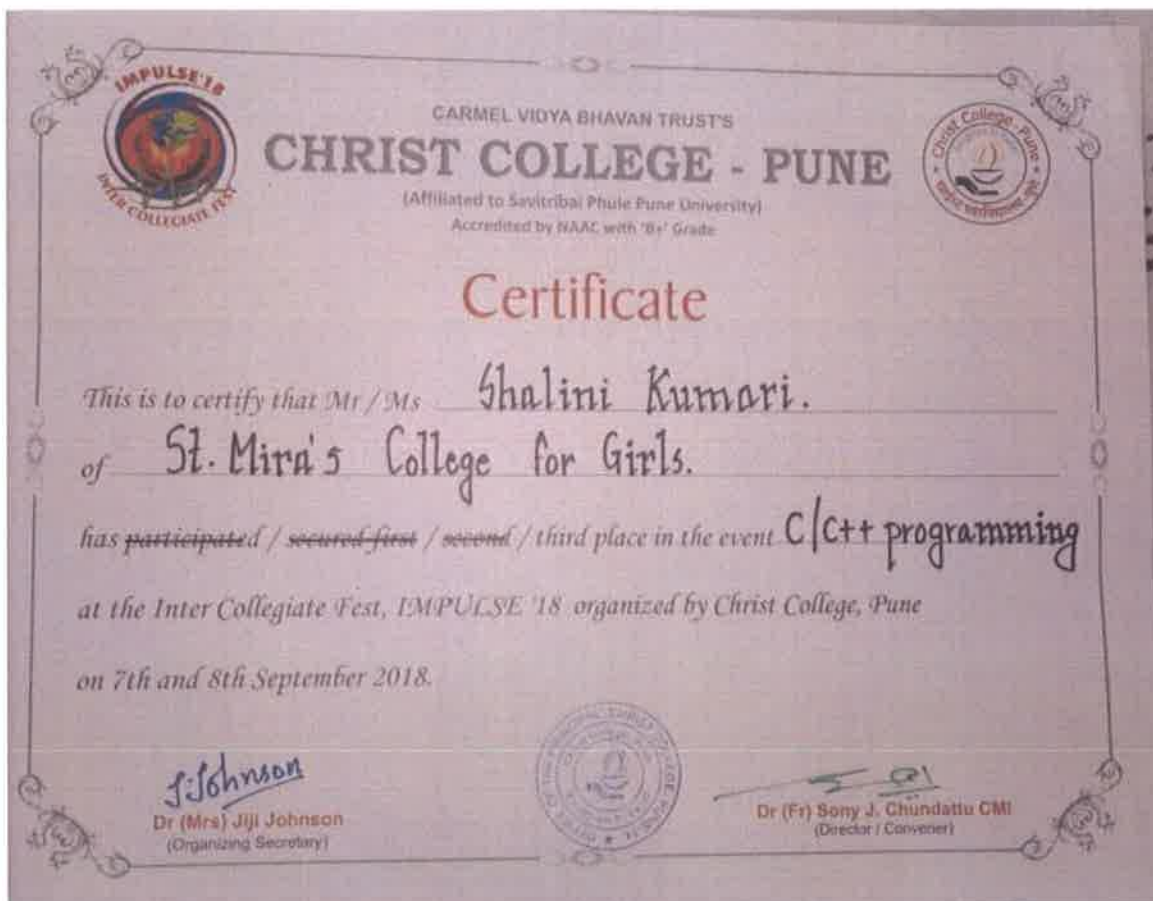 IMPULSE'18
INTER COLLEGIATE FEST
CARMEL VIDYA BHAVAN TRUST'S
CHRIST COLLEGE - PUNE
(Affiliated to Savitribai Phule Pune University)
Accredited by NAAC with 'B+' Grade
Christ College - Pune
Certificate
This is to certify that Mr / Ms Shalini Kumari.
of St. Mira's College for Girls.
has participated / secured first / second / third place in the event C/C++ programming
at the Inter Collegiate Fest, IMPULSE '18 organized by Christ College, Pune
on 7th and 8th September 2018.
J.Johnson
Dr (Mrs) Jiji Johnson
(Organizing Secretary)
Dr (Fr) Sony J. Chundattu CMI
(Director / Convener)